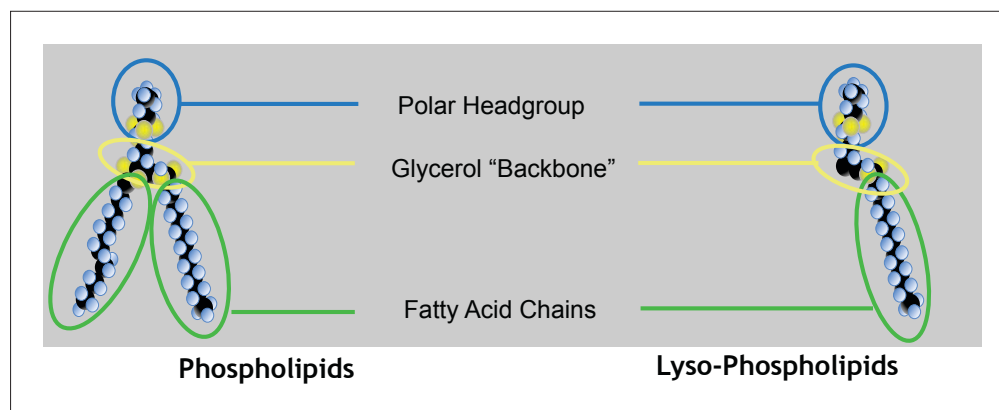 Polar Headgroup
Glycerol “Backbone”
Fatty Acid Chains
Phospholipids
Lyso-Phospholipids